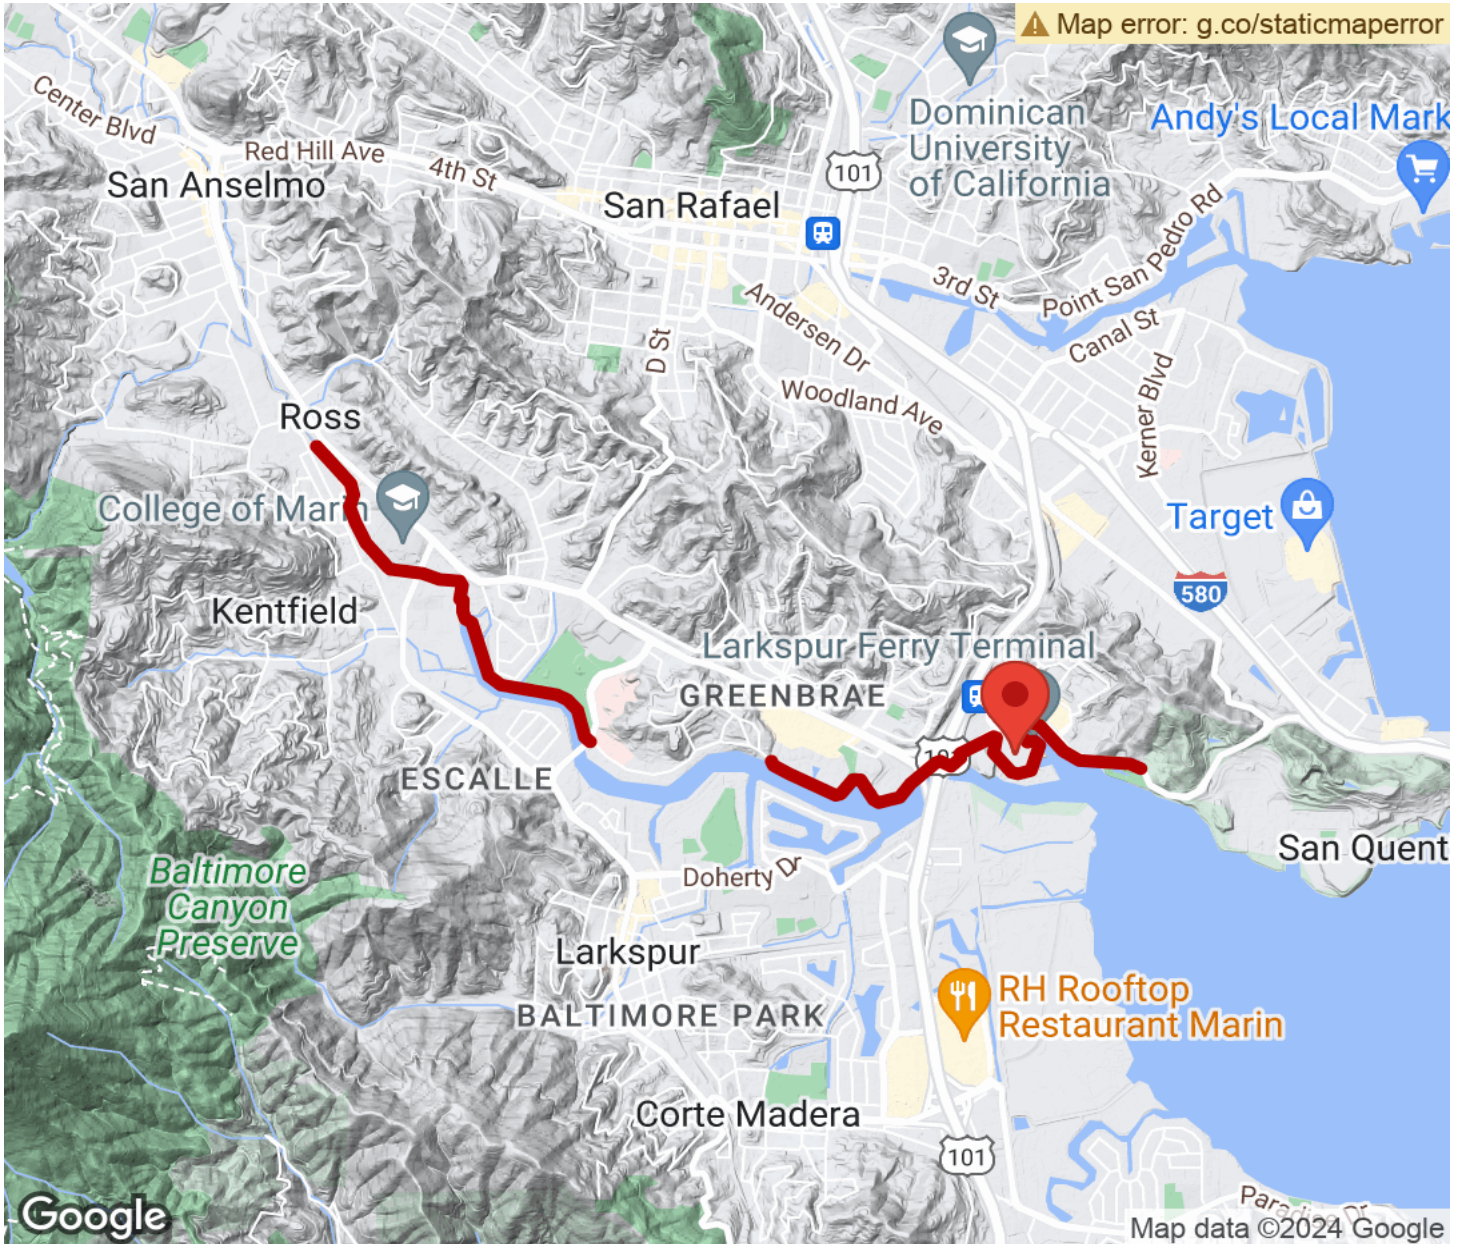 Map error: g.co/staticmaperror
Center Blvd
Red Hill Ave
4th St
San Anselmo
San Rafael
101
Dominican
University
of California
Andy's Local Mark
3rd St
Point San Pedro Rd
Canal St
Andersen Dr
D St
Woodland Ave
Kerner Blvd
Ross
College of Marin
Target
580
Kentfield
Larkspur Ferry Terminal
GREENBRAE
101
ESCALLE
San Quent
Doherty Dr
Baltimore
Canyon
Preserve
Larkspur
BALTIMORE PARK
RH Rooftop
Restaurant Marin
Corte Madera
101
Paradise Dr
Google
Map data ©2024 Google